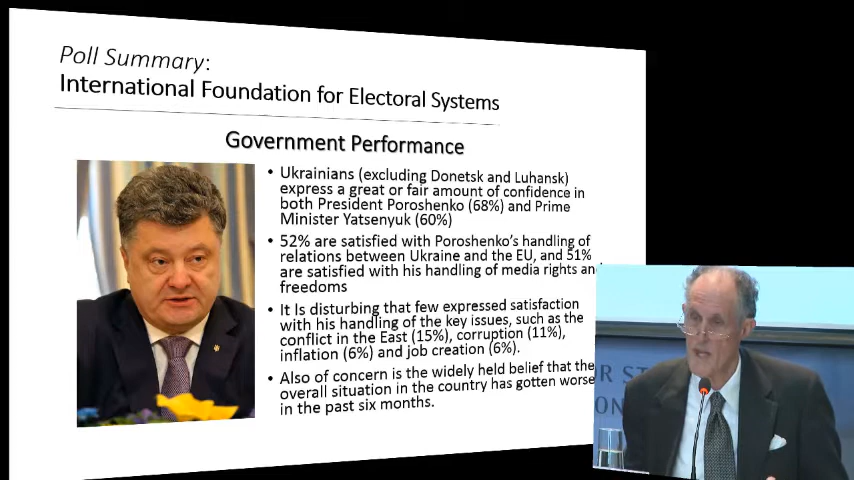 Poll Summary:
International Foundation for Electoral Systems
Government Performance
• Ukrainians (excluding Donetsk and Luhansk)
express a great or fair amount of confidence in
both President Poroshenko (68%) and Prime
Minister Yatsenyuk (60%)
• 52% are satisfied with Poroshenko's handling of
relations between Ukraine and the EU, and 51%
are satisfied with his handling of media rights and
freedoms
• It Is disturbing that few expressed satisfaction
with his handling of the key issues, such as the
conflict in the East (15%), corruption (11%),
inflation (6%) and job creation (6%).
• Also of concern is the widely held belief that the
overall situation in the country has gotten worse
in the past six months.
R ST
ON